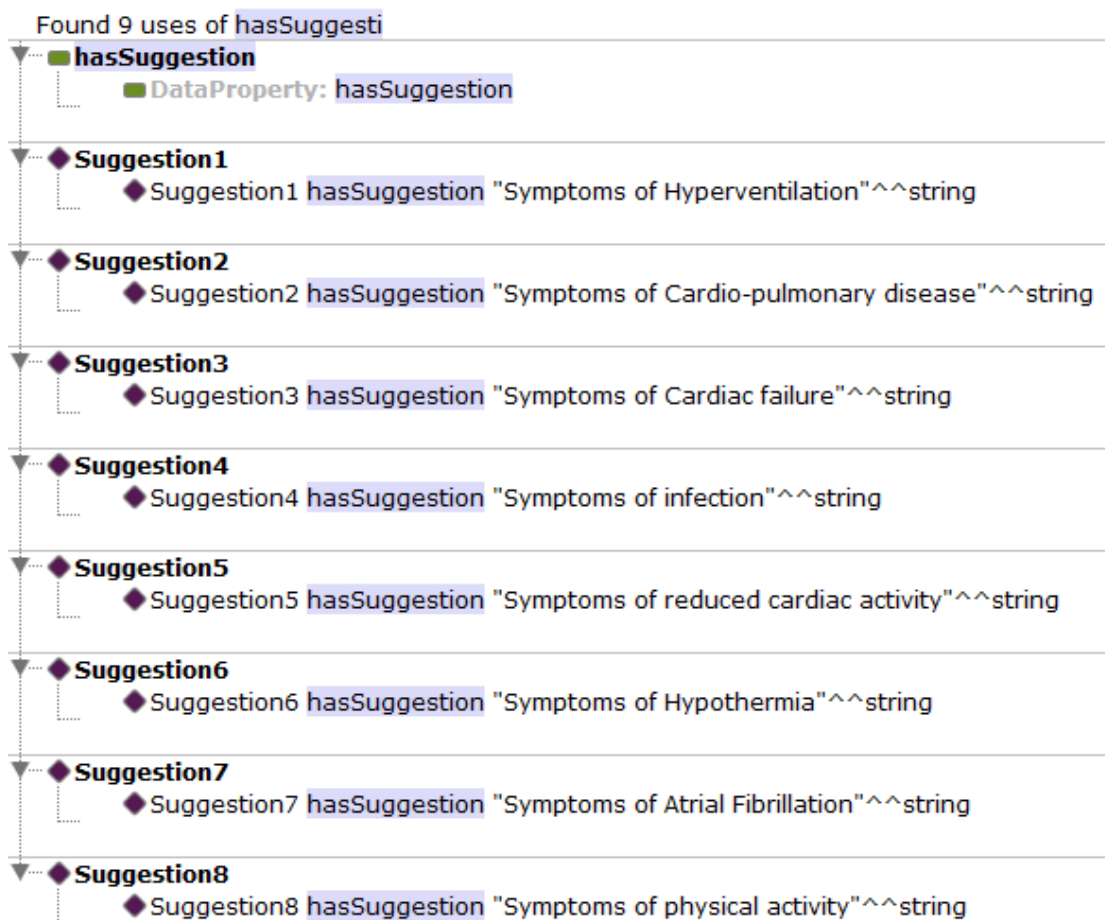 Found 9 uses of hasSuggesti
hasSuggestion
DataProperty: hasSuggestion
Suggestion1
Suggestion1 hasSuggestion "Symptoms of Hyperventilation"^^string
Suggestion2
Suggestion2 hasSuggestion "Symptoms of Cardio-pulmonary disease"^^string
Suggestion3
Suggestion3 hasSuggestion "Symptoms of Cardiac failure"^^string
Suggestion4
Suggestion4 hasSuggestion "Symptoms of infection"^^string
Suggestion5
Suggestion5 hasSuggestion "Symptoms of reduced cardiac activity"^^string
Suggestion6
Suggestion6 hasSuggestion "Symptoms of Hypothermia"^^string
Suggestion7
Suggestion7 hasSuggestion "Symptoms of Atrial Fibrillation"^^string
Suggestion8
Suggestion8 hasSuggestion "Symptoms of physical activity"^^string